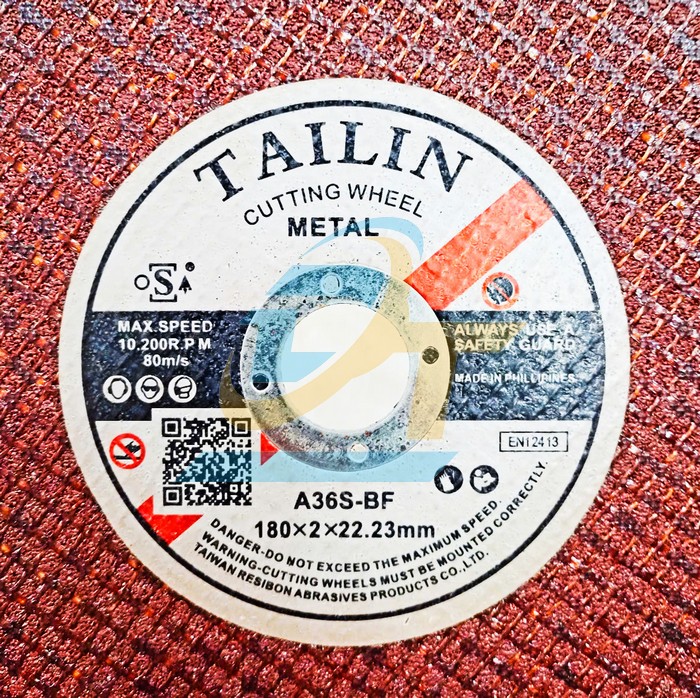 TAILIN
CUTTING WHEEL
METAL
S
MAX.SPEED
10.200R.P.M
80m/s
ALWAYS USE A
SAFETY GUARD
MADE IN PHILLIPINES
EN12413
A36S-BF
180×2×22.23mm
DANGER-DO NOT EXCEED THE MAXIMUM SPEED.
WARNING-CUTTING WHEELS MUST BE MOUNTED CORRECTLY.
TAIWAN RESIBON ABRASIVES PRODUCTS CO.,LTD.